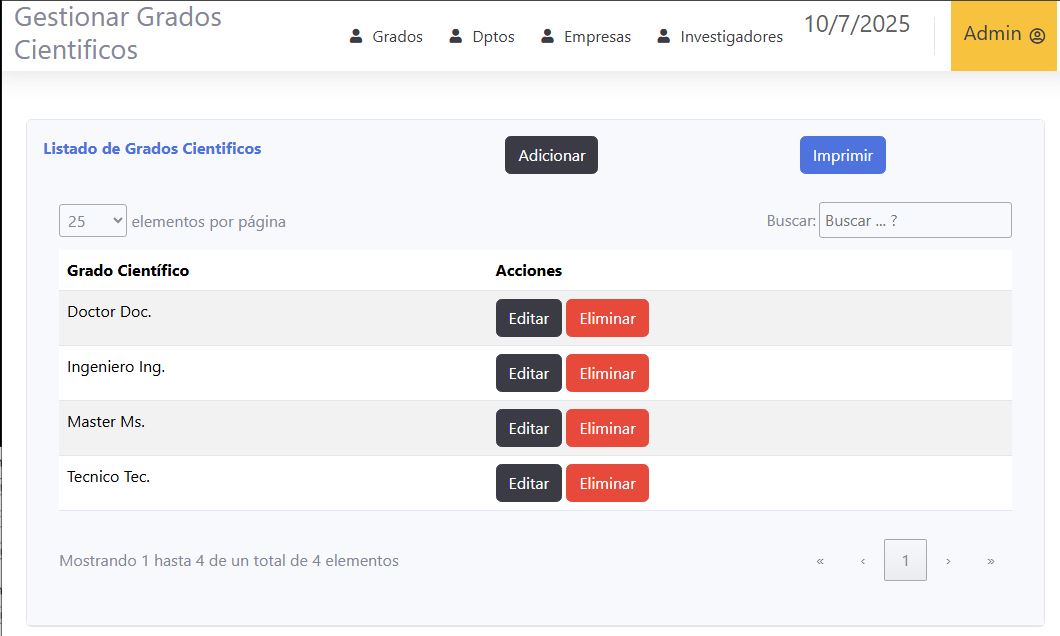 Gestionar Grados
Cientificos
Grados Dptos Empresas Investigadores
10/7/2025
Admin
Listado de Grados Cientificos
Adicionar
Imprimir
25 elementos por página
Buscar: Buscar ... ?
Grado Científico Acciones
Doctor Doc. Editar Eliminar
Ingeniero Ing. Editar Eliminar
Master Ms. Editar Eliminar
Tecnico Tec. Editar Eliminar
Mostrando 1 hasta 4 de un total de 4 elementos
« ‹ 1 › »